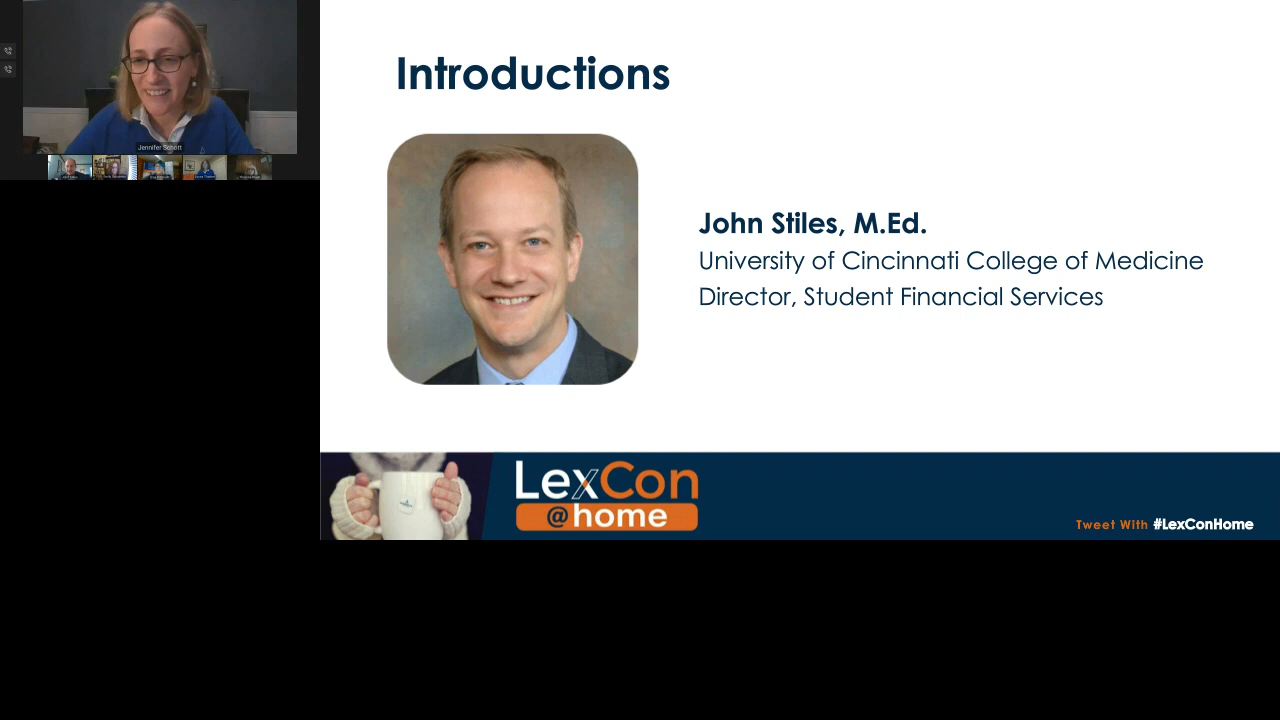 Jennifer Schott
Introductions
John Stiles, M.Ed.
University of Cincinnati College of Medicine
Director, Student Financial Services
LexCon
@home
Tweet With #LexConHome